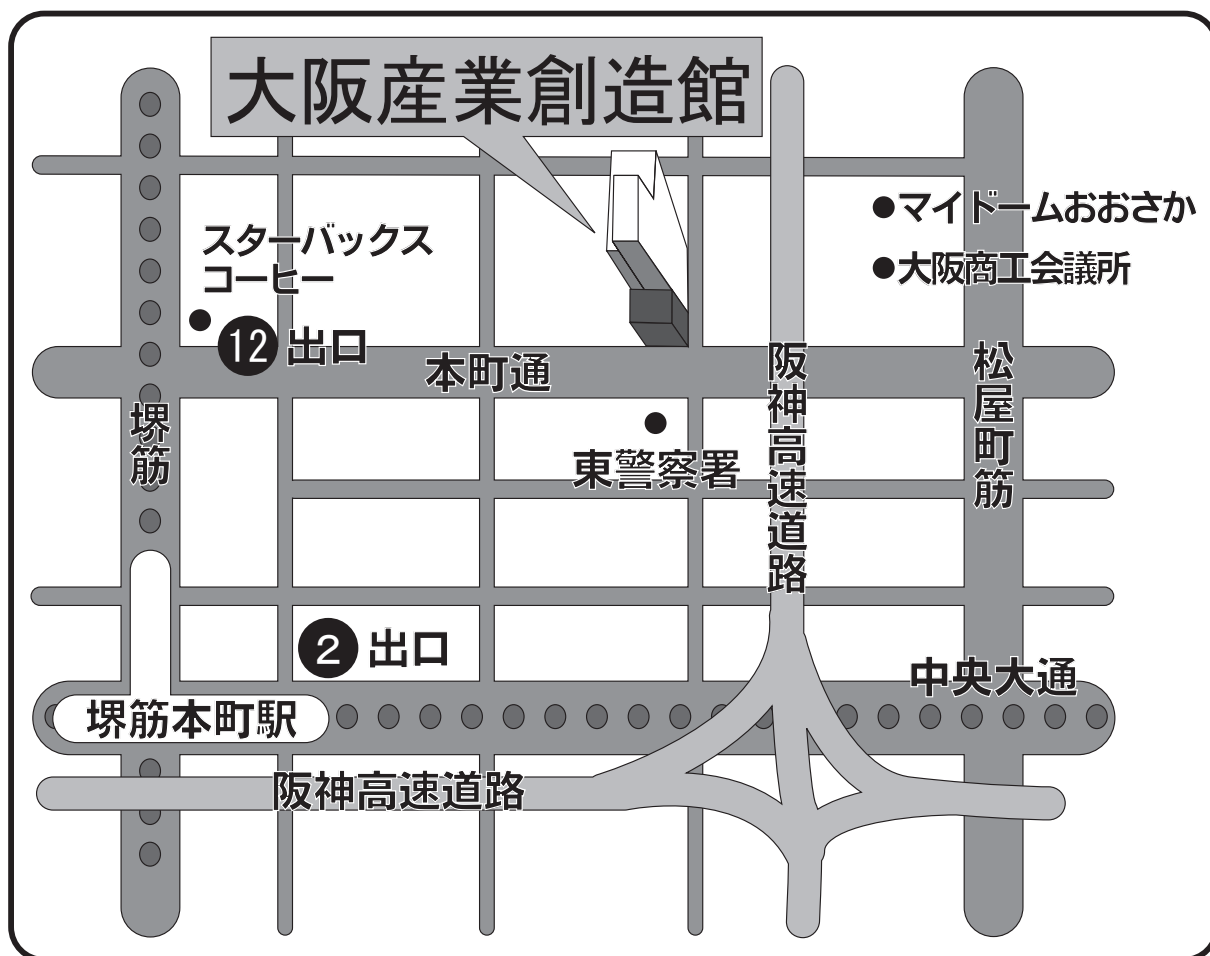 大阪産業創造館
●マイドームおおさか
●大阪商工会議所
スターバックス
コーヒー
12 出口
本町通
阪神高速道路
松屋町筋
堺筋
東警察署
2 出口
中央大通
堺筋本町駅
阪神高速道路